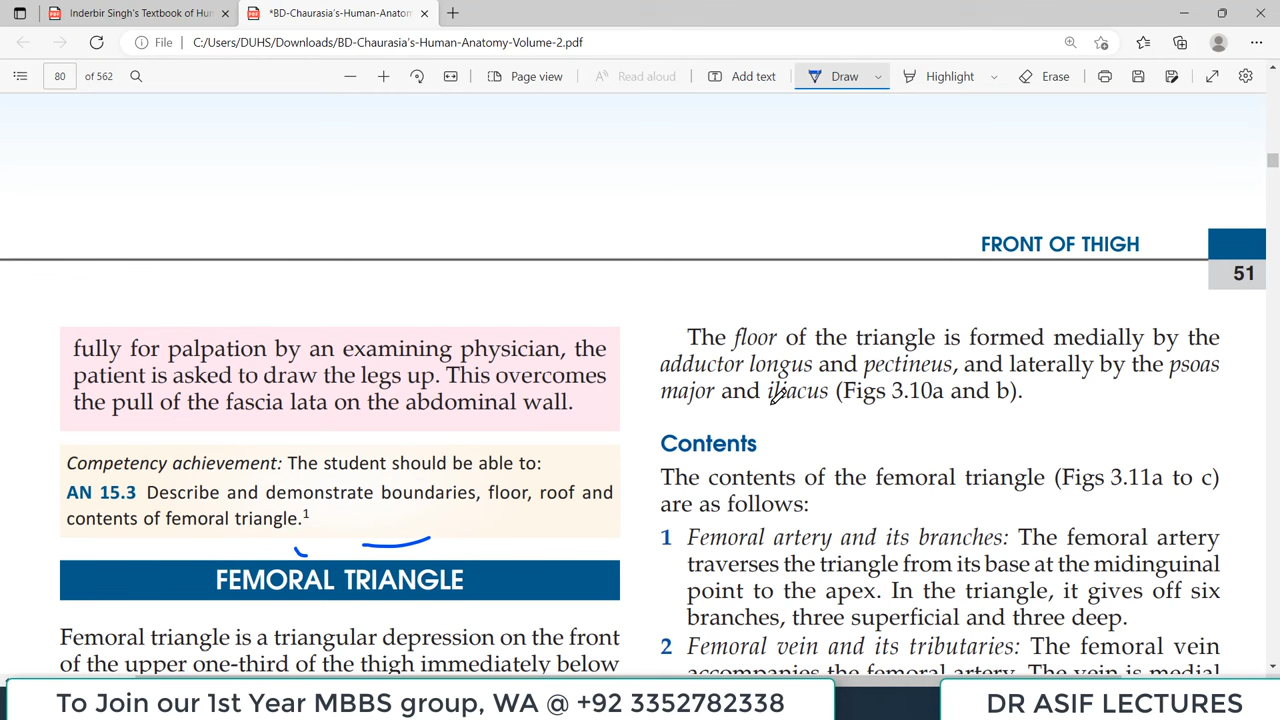 Inderbir Singh's Textbook of Hur
*BD-Chaurasia's-Human-Anatom
File C:/Users/DUHS/Downloads/BD-Chaurasia's-Human-Anatomy-Volume-2.pdf
80 of 562 Page view Read aloud Add text Draw Highlight Erase
FRONT OF THIGH
51
fully for palpation by an examining physician, the
patient is asked to draw the legs up. This overcomes
the pull of the fascia lata on the abdominal wall.
Competency achievement: The student should be able to:
AN 15.3 Describe and demonstrate boundaries, floor, roof and
contents of femoral triangle.¹
FEMORAL TRIANGLE
Femoral triangle is a triangular depression on the front
of the upper one-third of the thigh immediately below
The floor of the triangle is formed medially by the
adductor longus and pectineus, and laterally by the psoas
major and iliacus (Figs 3.10a and b).
Contents
The contents of the femoral triangle (Figs 3.11a to c)
are as follows:
1 Femoral artery and its branches: The femoral artery
traverses the triangle from its base at the midinguinal
point to the apex. In the triangle, it gives off six
branches, three superficial and three deep.
2 Femoral vein and its tributaries: The femoral vein
accompanies the femoral artery. The vein is medial
To Join our 1st Year MBBS group, WA @ +92 3352782338
DR ASIF LECTURES